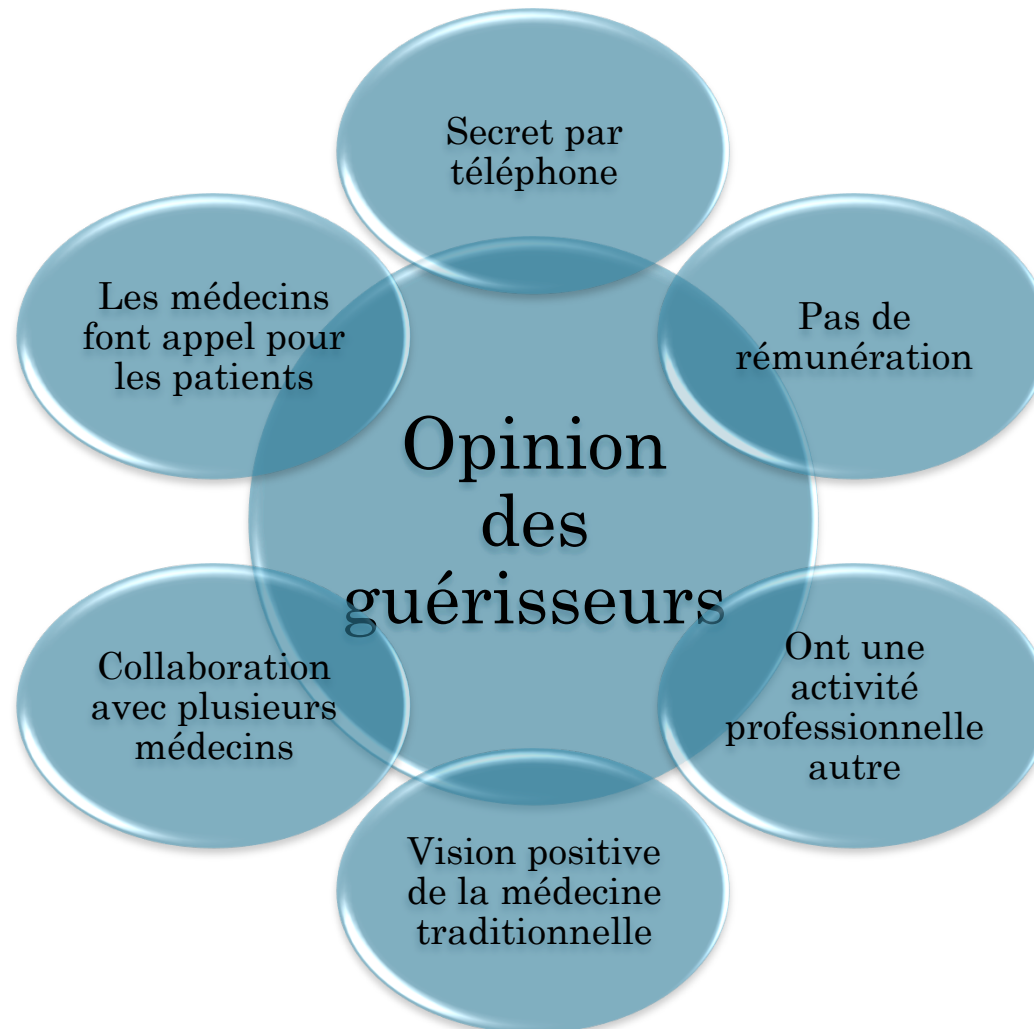 Secret par
téléphone
Les médecins
font appel pour
les patients
Pas de
rémunération
Opinion
des
guérisseurs
Collaboration
avec plusieurs
médecins
Ont une
activité
professionnelle
autre
Vision positive
de la médecine
traditionnelle